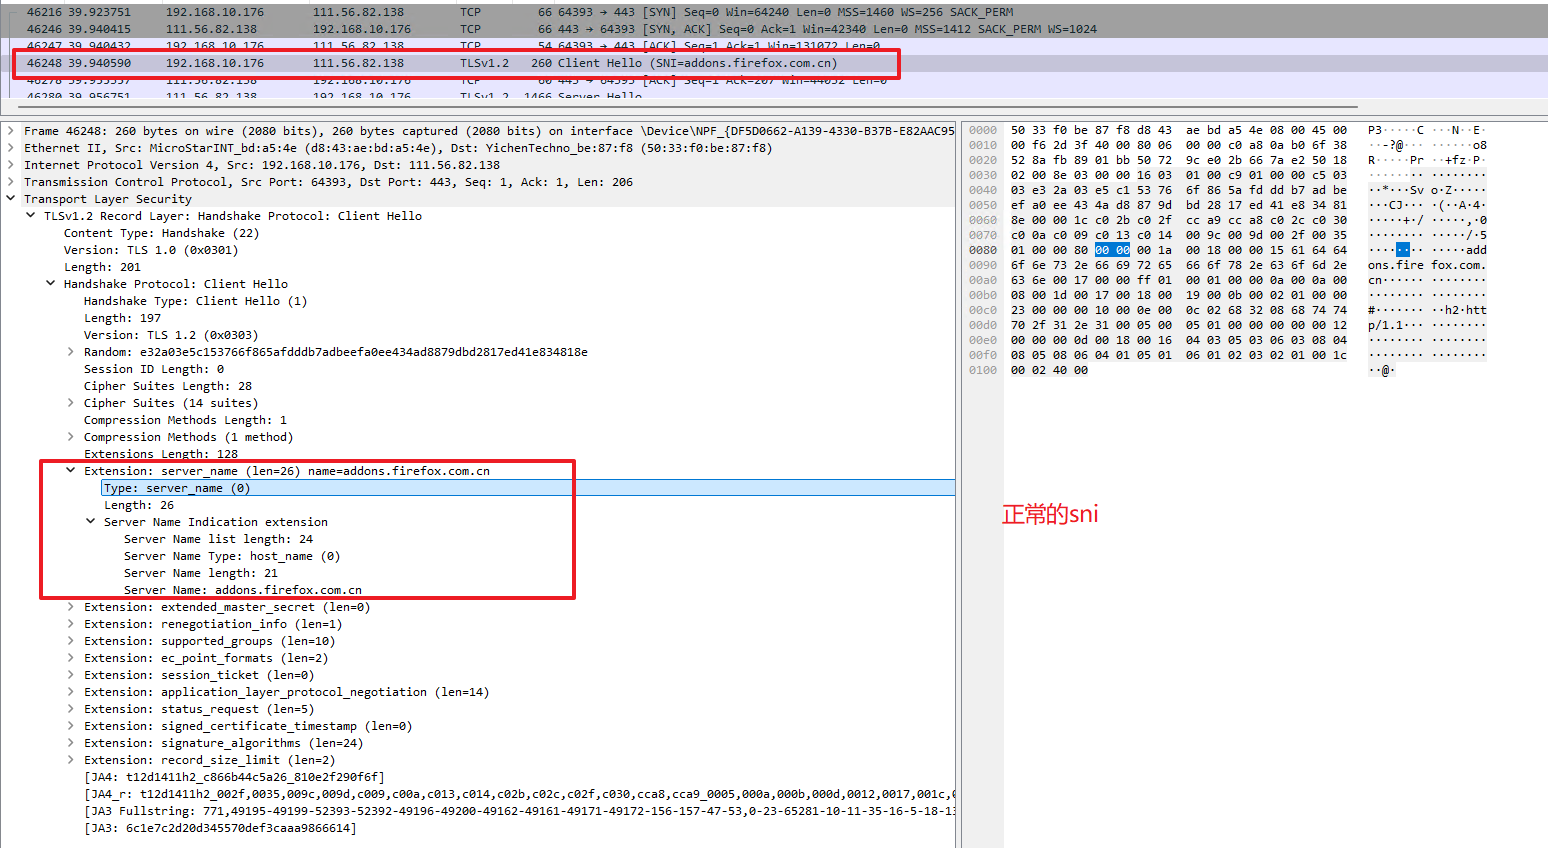 46216 39.923751 192.168.10.176 111.56.82.138 TCP 66 64393 → 443 [SYN] Seq=0 Win=64240 Len=0 MSS=1460 WS=256 SACK_PERM
46246 39.940415 111.56.82.138 192.168.10.176 TCP 66 443 → 64393 [SYN, ACK] Seq=0 Ack=1 Win=42340 Len=0 MSS=1412 SACK_PERM WS=1024
46247 39.940432 192.168.10.176 111.56.82.138 TCP 54 64393 → 443 [ACK] Seq=1 Ack=1 Win=131072 Len=0
46248 39.940590 192.168.10.176 111.56.82.138 TLSv1.2 260 Client Hello (SNI=addons.firefox.com.cn)
46278 39.955557 111.56.82.138 192.168.10.176 TCP 60 443 → 64393 [ACK] Seq=1 Ack=207 Win=44032 Len=0
46280 39.956751 111.56.82.138 192.168.10.176 TLSv1.2 1466 Server Hello
Frame 46248: 260 bytes on wire (2080 bits), 260 bytes captured (2080 bits) on interface \Device\NPF_{DF5D0662-A139-4330-B37B-E82AAC95
Ethernet II, Src: MicroStarINT_bd:a5:4e (d8:43:ae:bd:a5:4e), Dst: YichenTechno_be:87:f8 (50:33:f0:be:87:f8)
Internet Protocol Version 4, Src: 192.168.10.176, Dst: 111.56.82.138
Transmission Control Protocol, Src Port: 64393, Dst Port: 443, Seq: 1, Ack: 1, Len: 206
Transport Layer Security
TLSv1.2 Record Layer: Handshake Protocol: Client Hello
Content Type: Handshake (22)
Version: TLS 1.0 (0x0301)
Length: 201
Handshake Protocol: Client Hello
Handshake Type: Client Hello (1)
Length: 197
Version: TLS 1.2 (0x0303)
Random: e32a03e5c153766f865afdddb7adbeefa0ee434ad8879dbd2817ed41e834818e
Session ID Length: 0
Cipher Suites Length: 28
Cipher Suites (14 suites)
Compression Methods Length: 1
Compression Methods (1 method)
Extensions Length: 128
Extension: server_name (len=26) name=addons.firefox.com.cn
Type: server_name (0)
Length: 26
Server Name Indication extension
Server Name list length: 24
Server Name Type: host_name (0)
Server Name length: 21
Server Name: addons.firefox.com.cn
Extension: extended_master_secret (len=0)
Extension: renegotiation_info (len=1)
Extension: supported_groups (len=10)
Extension: ec_point_formats (len=2)
Extension: session_ticket (len=0)
Extension: application_layer_protocol_negotiation (len=14)
Extension: status_request (len=5)
Extension: signed_certificate_timestamp (len=0)
Extension: signature_algorithms (len=24)
Extension: record_size_limit (len=2)
[JA4: t12d1411h2_c866b44c5a26_810e2f290f6f]
[JA4_r: t12d1411h2_002f,0035,009c,009d,c009,c00a,c013,c014,c02b,c02c,c02f,c030,cca8,cca9_0005,000a,000b,000d,0012,0017,001c,0
[JA3 Fullstring: 771,49195-49199-52393-52392-49196-49200-49162-49161-49171-49172-156-157-47-53,0-23-65281-10-11-35-16-5-18-13
[JA3: 6c1e7c2d20d345570def3caaa9866614]
0000 50 33 f0 be 87 f8 d8 43 ae bd a5 4e 08 00 45 00 P3·····C ···N··E·
0010 00 f6 2d 3f 40 00 80 06 00 00 c0 a8 0a b0 6f 38 ··-?@··· ······o8
0020 52 8a fb 89 01 bb 50 72 9c e0 2b 66 7a e2 50 18 R·····Pr ··+fz·P·
0030 02 00 8e 03 00 00 16 03 01 00 c9 01 00 00 c5 03 ········ ········
0040 03 e3 2a 03 e5 c1 53 76 6f 86 5a fd dd b7 ad be ··*···Sv o·Z·····
0050 ef a0 ee 43 4a d8 87 9d bd 28 17 ed 41 e8 34 81 ···CJ··· ·(··A·4·
0060 8e 00 00 1c c0 2b c0 2f cc a9 cc a8 c0 2c c0 30 ·····+·/ ·····,·0
0070 c0 0a c0 09 c0 13 c0 14 00 9c 00 9d 00 2f 00 35 ········ ·····/·5
0080 01 00 00 80 00 00 00 1a 00 18 00 00 15 61 64 64 ········ ·····add
0090 6f 6e 73 2e 66 69 72 65 66 6f 78 2e 63 6f 6d 2e ons.fire fox.com.
00a0 63 6e 00 17 00 00 ff 01 00 01 00 00 0a 00 0a 00 cn······ ········
00b0 08 00 1d 00 17 00 18 00 19 00 0b 00 02 01 00 00 ········ ········
00c0 23 00 00 00 10 00 0e 00 0c 02 68 32 08 68 74 74 #······· ··h2·htt
00d0 70 2f 31 2e 31 00 05 00 05 01 00 00 00 00 00 12 p/1.1··· ········
00e0 00 00 00 0d 00 18 00 16 04 03 05 03 06 03 08 04 ········ ········
00f0 08 05 08 06 04 01 05 01 06 01 02 03 02 01 00 1c ········ ········
0100 00 02 40 00 ··@·
正常的sni